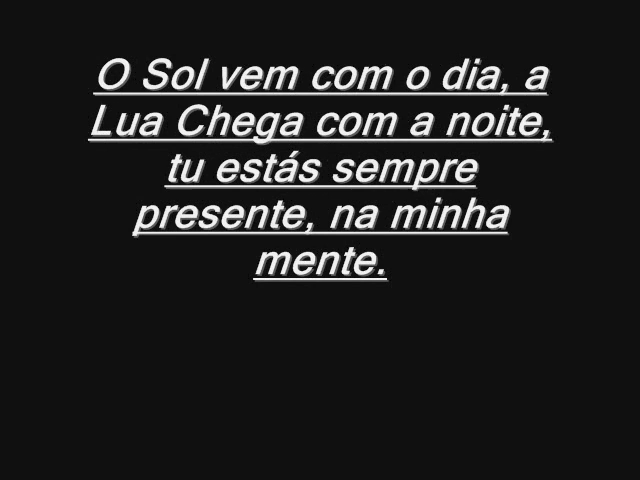 O Sol vem com o dia, a
Lua Chega com a noite,
tu estás sempre
presente, na minha
mente.